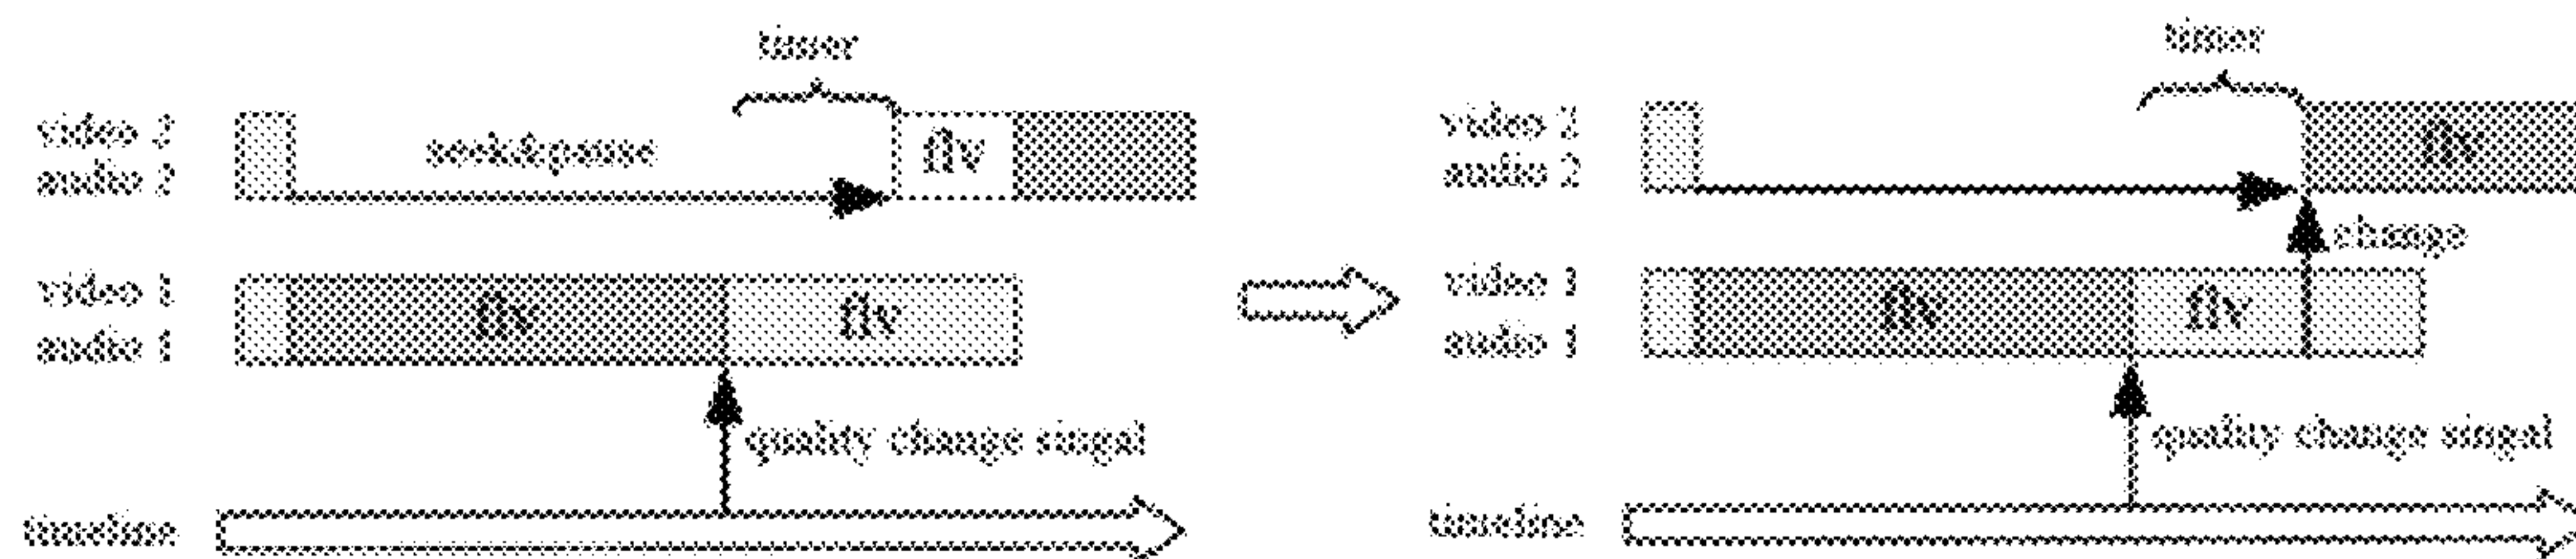 timer
video 2
audio 2
seek&pause
flv
video 1
audio 1
flv
flv
quality change singal
timeline
timer
video 2
audio 2
flv
change
video 1
audio 1
flv
flv
quality change singal
timeline